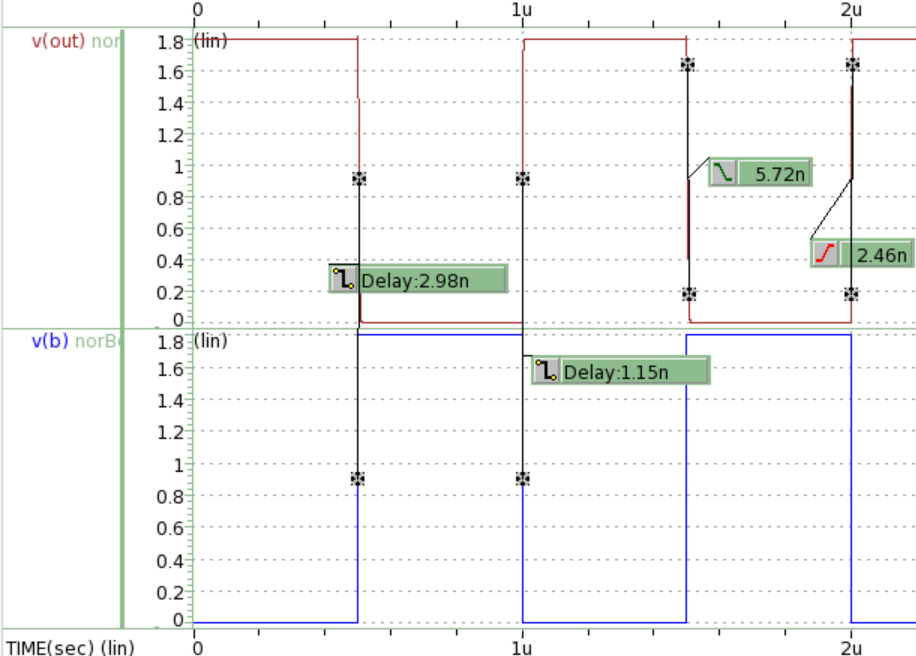 0 1u 2u
v(out) nor
(lin)
1.8
1.6
1.4
1.2
1
0.8
0.6
0.4
0.2
0
5.72n
2.46n
Delay:2.98n
v(b)
(lin)
1.8
1.6
1.4
1.2
1
0.8
0.6
0.4
0.2
0
Delay:1.15n
TIME(sec) (lin)
0 1u 2u